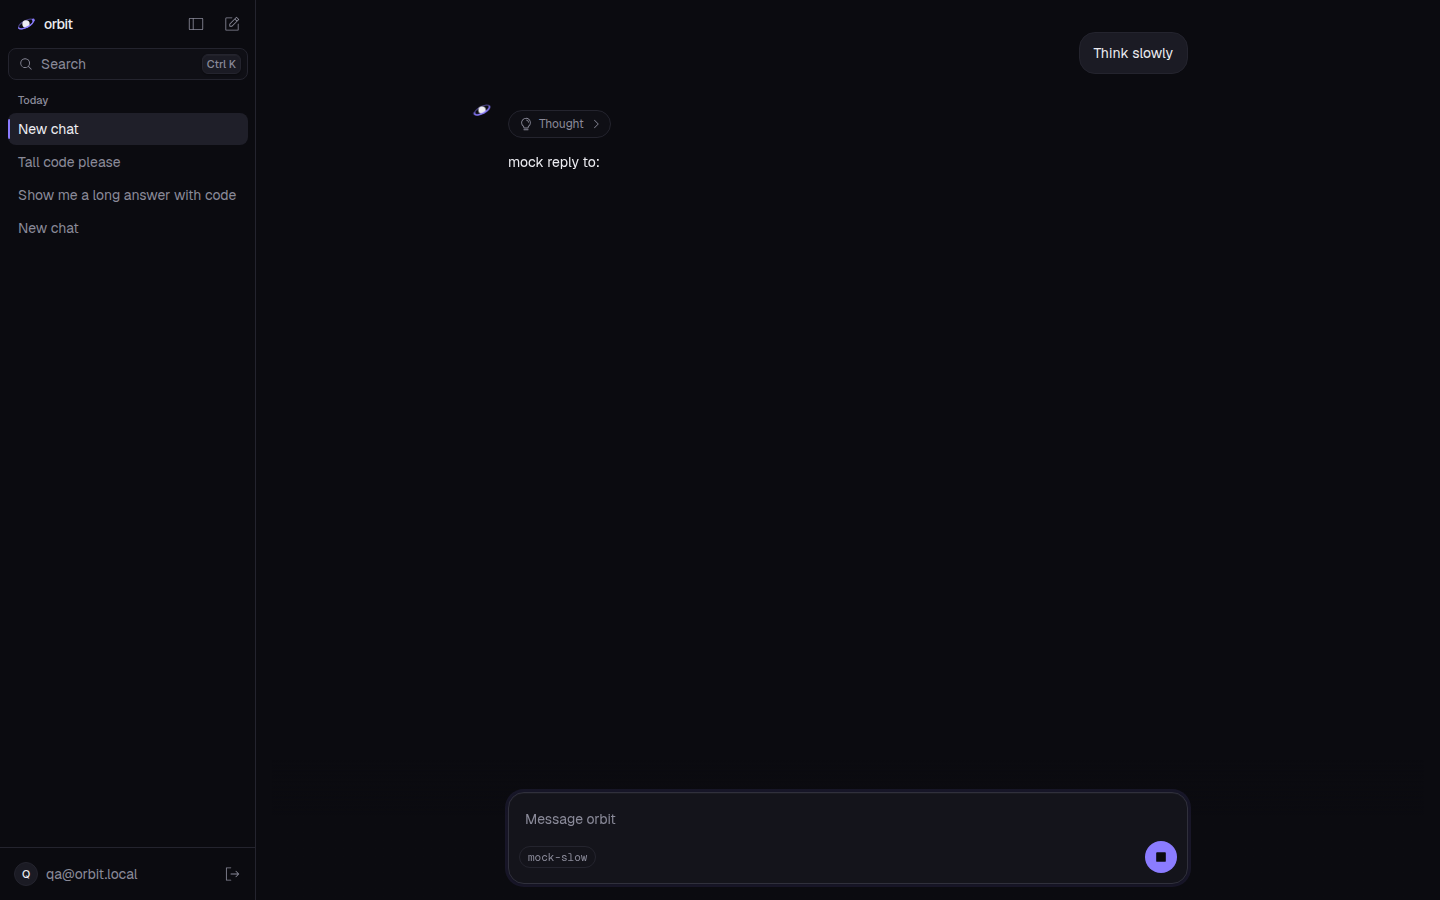 orbit
Search
Ctrl K
Today
New chat
Tall code please
Show me a long answer with code
New chat
Q
qa@orbit.local
Think slowly
Thought
mock reply to:
Message orbit
mock-slow